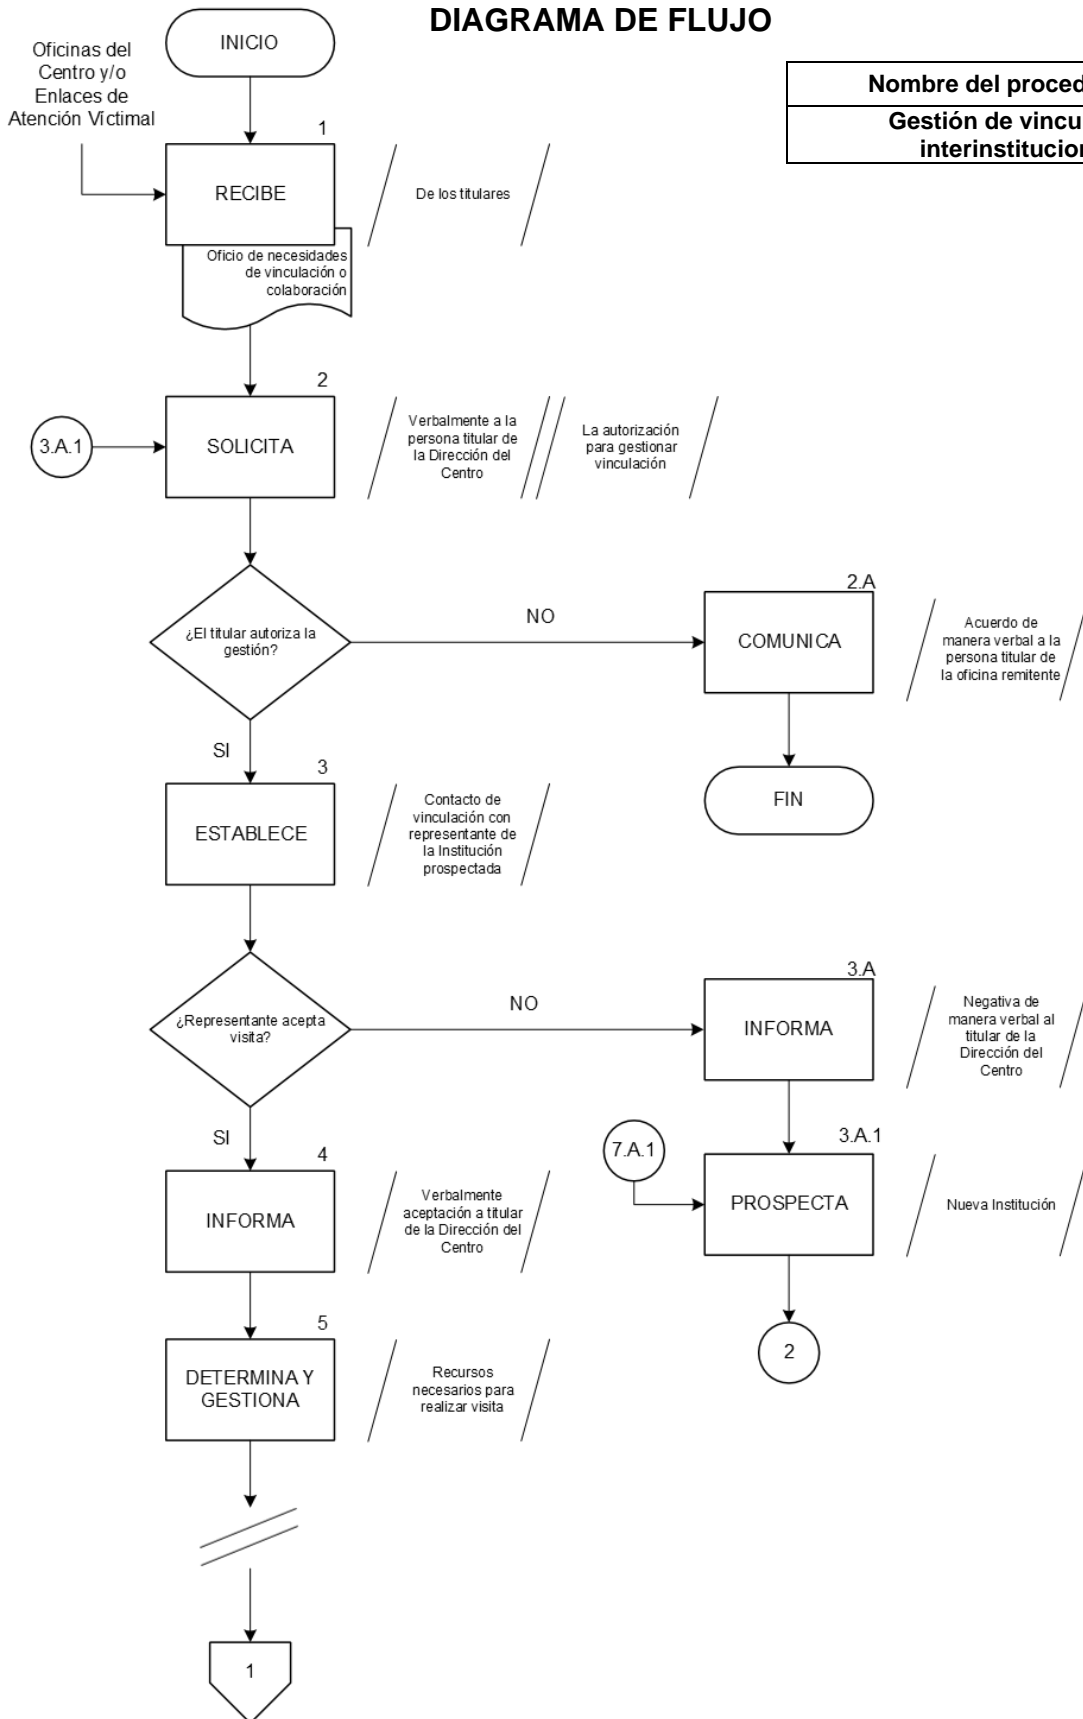 DIAGRAMA DE FLUJO
Nombre del proced
Gestión de vincu
interinstitucion
INICIO
Oficinas del
Centro y/o
Enlaces de
Atención Víctimal
1
RECIBE
De los titulares
Oficio de necesidades
de vinculación o
colaboración
2
3.A.1
SOLICITA
Verbalmente a la
persona titular de
la Dirección del
Centro
La autorización
para gestionar
vinculación
¿El titular autoriza la
gestión?
NO
2.A
COMUNICA
Acuerdo de
manera verbal a la
persona titular de
la oficina remitente
FIN
SI
3
ESTABLECE
Contacto de
vinculación con
representante de
la Institución
prospectada
¿Representante acepta
visita?
NO
3.A
INFORMA
Negativa de
manera verbal al
titular de la
Dirección del
Centro
7.A.1
3.A.1
PROSPECTA
Nueva Institución
2
SI
4
INFORMA
Verbalmente
aceptación a titular
de la Dirección del
Centro
5
DETERMINA Y
GESTIONA
Recursos
necesarios para
realizar visita
1